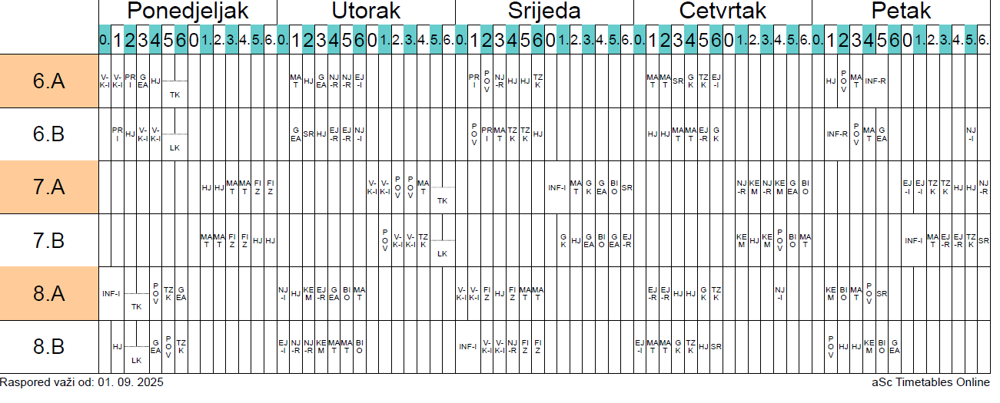 Ponedjeljak Utorak Srijeda Četvrtak Petak
0. 1 2 3 4 5 6 0 1. 2. 3. 4. 5. 6. 0. 1 2 3 4 5 6 0 1. 2. 3. 4. 5. 6. 0. 1 2 3 4 5 6 0 1. 2. 3. 4. 5. 6. 0. 1 2 3 4 5 6 0 1. 2. 3. 4. 5. 6. 0. 1 2 3 4 5 6 0 1. 2. 3. 4. 5. 6.
6.A V-K-I V-K-I PRI GEA HJ TK MAT HJ GEA NJ-R NJ-R EJ-I PRI POV NJ-R HJ HJ TZK MAT MAT SR GK TZK EJ-I HJ POV MAT INF-R
6.B PRI HJ V-K-I V-K-I LK GEA SR HJ EJ-R EJ-R NJ-I POV PRI MAT TZK TZK HJ HJ HJ MAT MAT EJ-R GK INF-R POV MAT GEA NJ-I
7.A HJ HJ MAT MAT FIZ FIZ V-K-I V-K-I POV POV MAT TK INF-I MAT GK GEA BIO SR NJ-R KEM NJ-R KEM GEA BIO EJ-I EJ-I TZK TZK HJ HJ NJ-R
7.B MAT MAT FIZ FIZ HJ HJ POV V-K-I V-K-I TZK LK GK HJ GEA BIO GEA EJ-R KEM HJ KEM POV BIO MAT INF-I MAT EJ-R EJ-R TZK SR
8.A INF-I TK POV TZK GEA NJ-I HJ KEM EJ-R GEA BIO MAT V-K-I V-K-I FIZ HJ FIZ MAT MAT EJ-R EJ-R HJ HJ GK TZK NJ-I KEM BIO MAT POV SR
8.B HJ LK GEA POV TZK EJ-I NJ-R NJ-R KEM MAT MAT BIO INF-I V-K-I V-K-I NJ-R FIZ FIZ EJ-I MAT MAT GK TZK HJ SR POV HJ HJ KEM BIO GEA
Raspored važi od: 01. 09. 2025 aSc Timetables Online